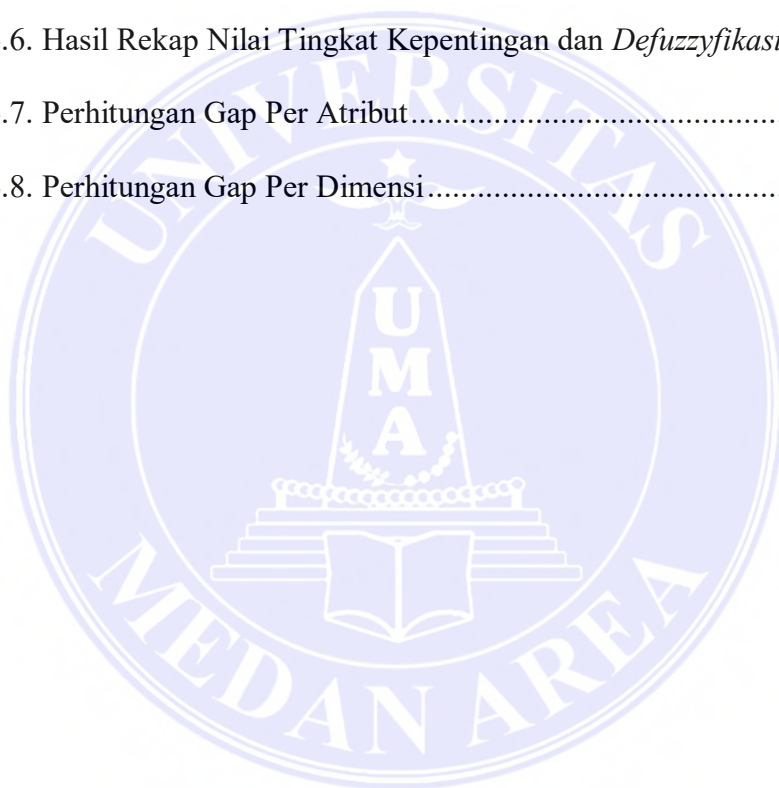 .6. Hasil Rekap Nilai Tingkat Kepentingan dan Defuzzyfikasi
.7. Perhitungan Gap Per Atribut........................................
.8. Perhitungan Gap Per Dimensi......................................
UNIVERSITAS
UMA
MEDAN AREA